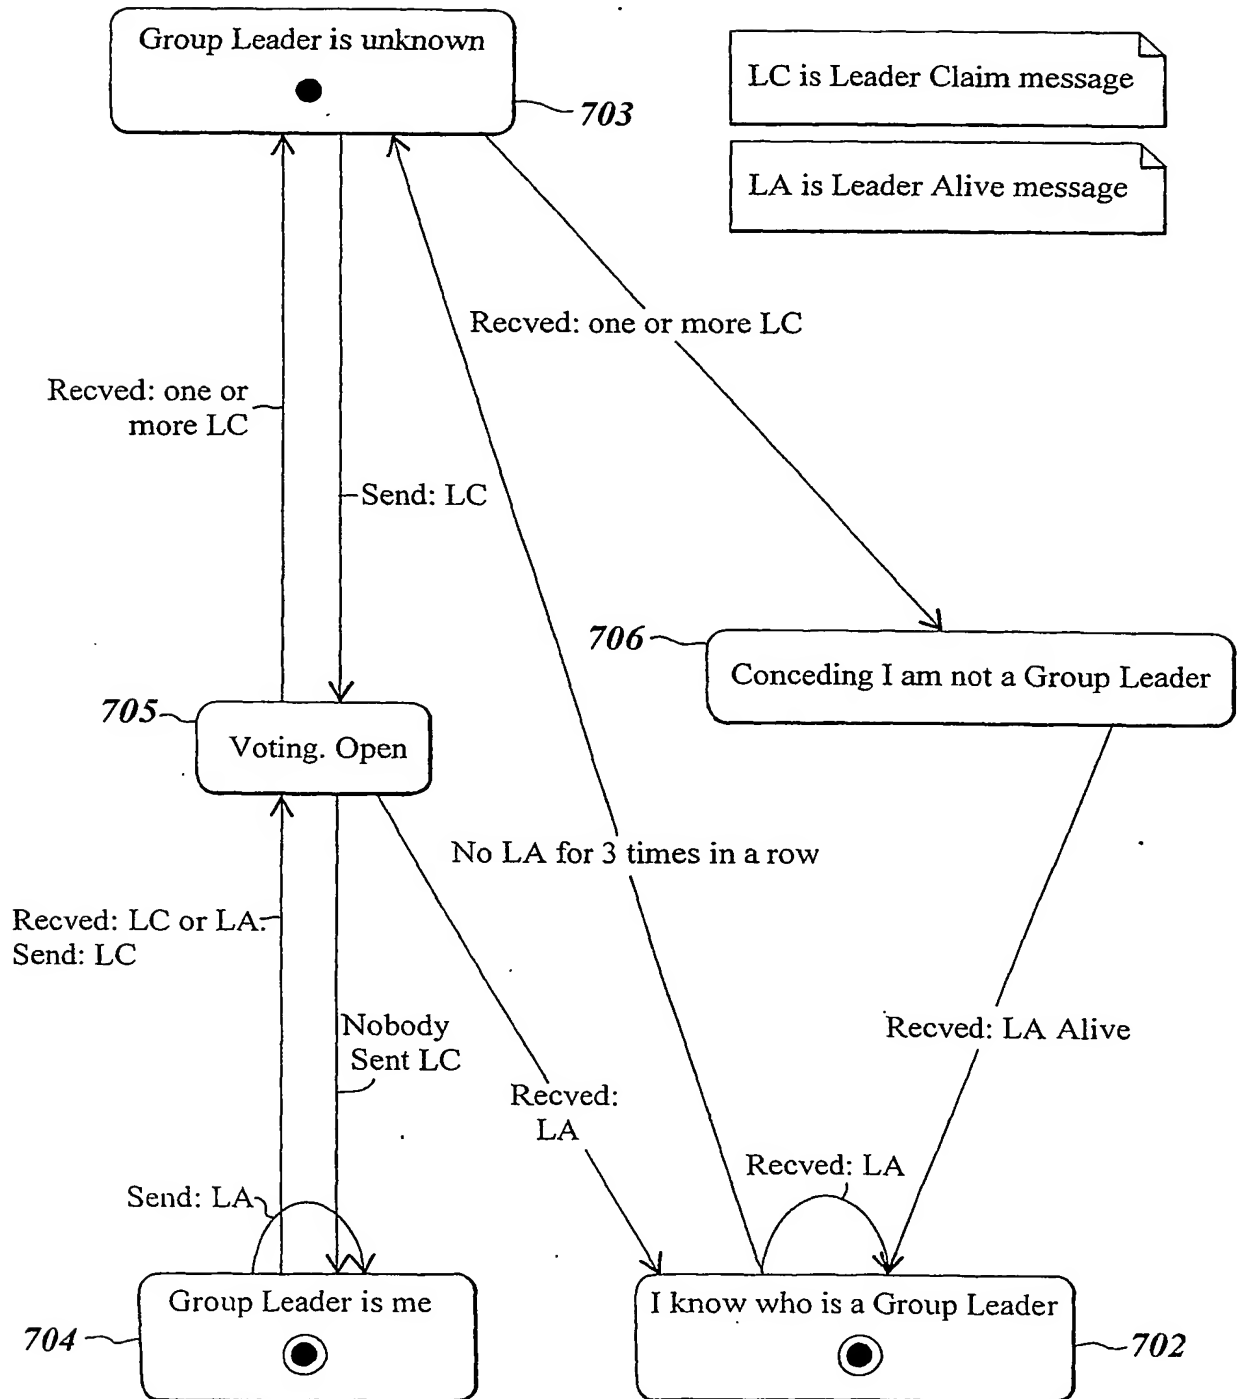 Group Leader is unknown
703
LC is Leader Claim message
LA is Leader Alive message
Recved: one or more LC
Recved: one or
more LC
Send: LC
706
Conceding I am not a Group Leader
705
Voting. Open
No LA for 3 times in a row
Recved: LC or LA.
Send: LC
Nobody
Sent LC
Recved: LA Alive
Recved:
LA
Recved: LA
Send: LA
Group Leader is me
704
I know who is a Group Leader
702